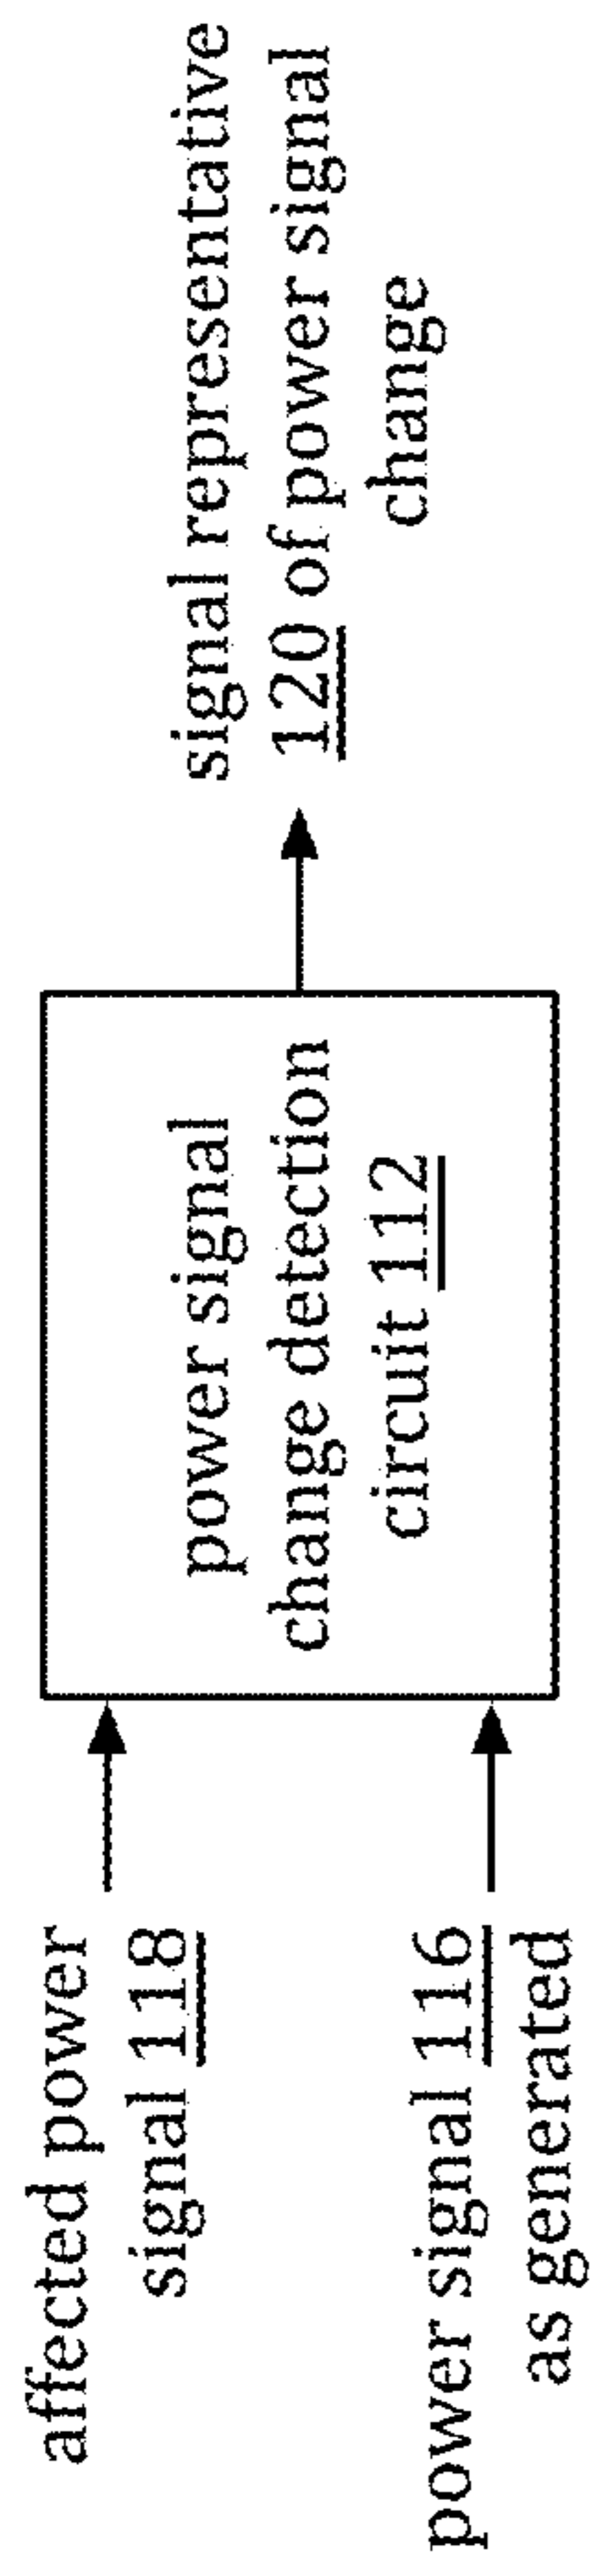 affected power
signal 118
power signal 116
as generated
power signal
change detection
circuit 112
signal representative
120 of power signal
change